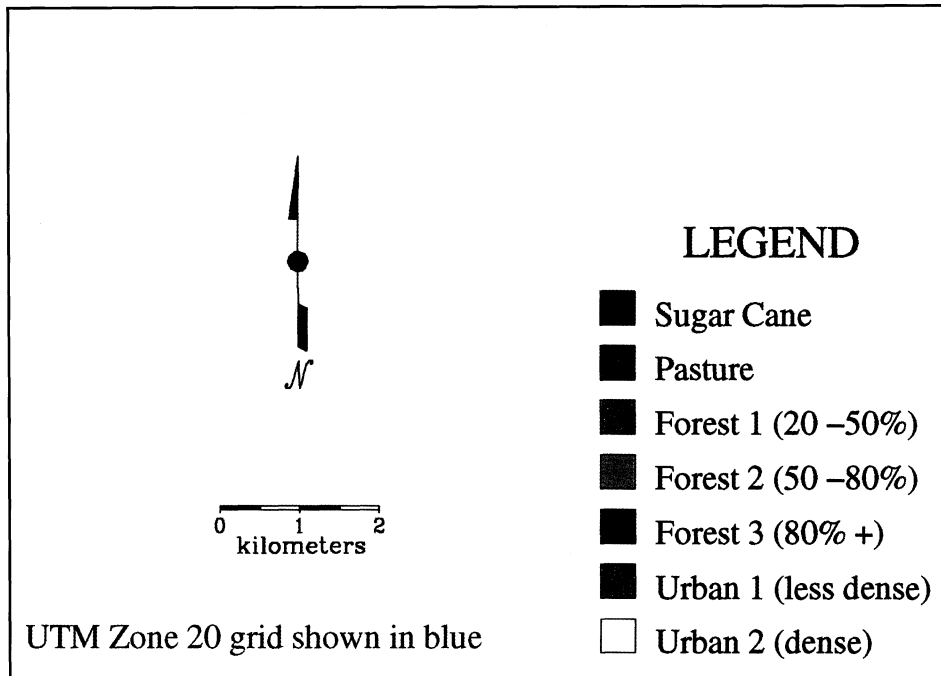 N
0 1 2
kilometers
UTM Zone 20 grid shown in blue
LEGEND
Sugar Cane
Pasture
Forest 1 (20 –50%)
Forest 2 (50 –80%)
Forest 3 (80% +)
Urban 1 (less dense)
Urban 2 (dense)